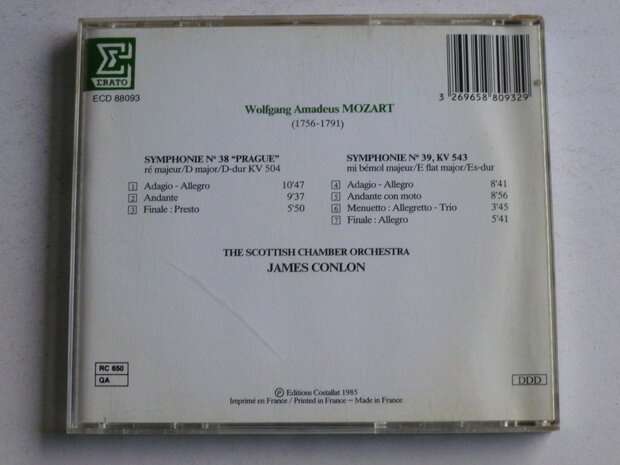 ERATO
ECD 88093
3 269658 809329
Wolfgang Amadeus MOZART
(1756-1791)
SYMPHONIE Nº 38 "PRAGUE"
ré majeur/D major/D-dur KV 504
1 Adagio - Allegro 10'47
2 Andante 9'37
3 Finale : Presto 5'50
SYMPHONIE Nº 39, KV 543
mi bémol majeur/E flat major/Es-dur
4 Adagio - Allegro 8'41
5 Andante con moto 8'56
6 Menuetto : Allegretto - Trio 3'45
7 Finale : Allegro 5'41
THE SCOTTISH CHAMBER ORCHESTRA
JAMES CONLON
RC 650
QA
DDD
℗ Editions Costallat 1985
Imprimé en France / Printed in France — Made in France